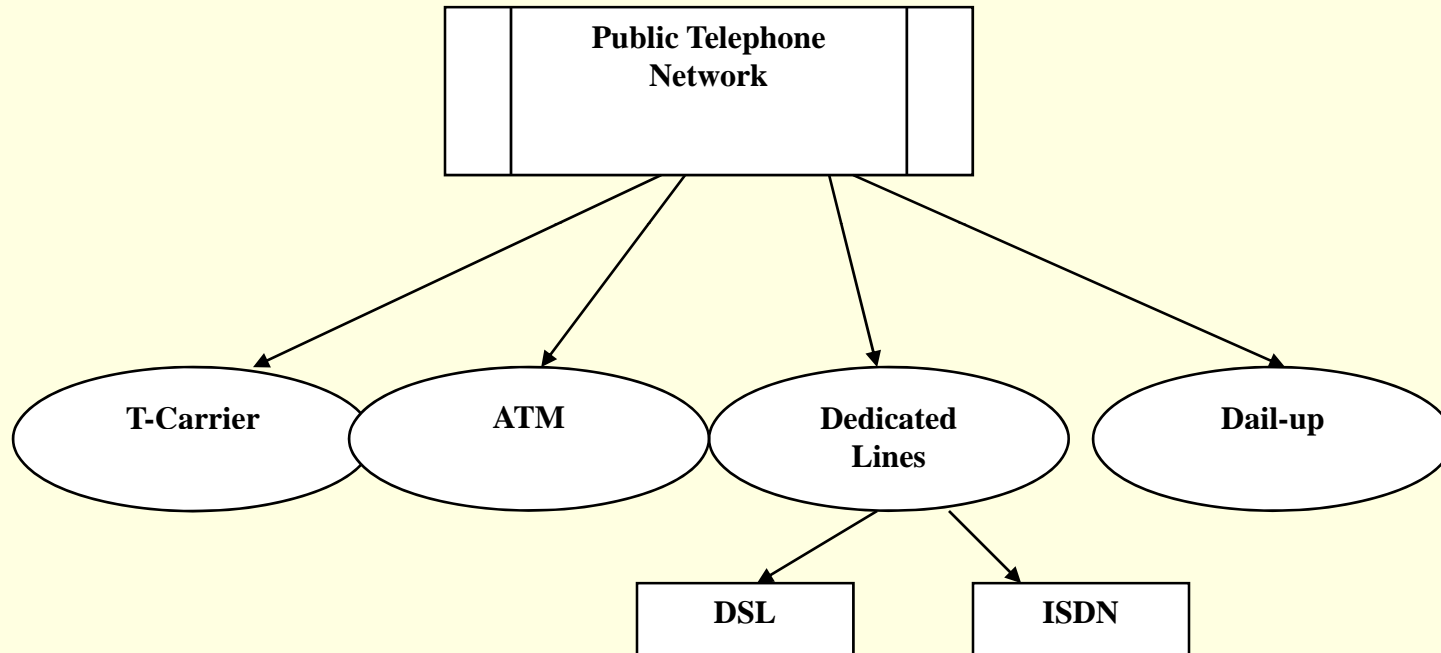 Public Telephone
Network
T-Carrier
ATM
Dedicated
Lines
Dail-up
DSL
ISDN